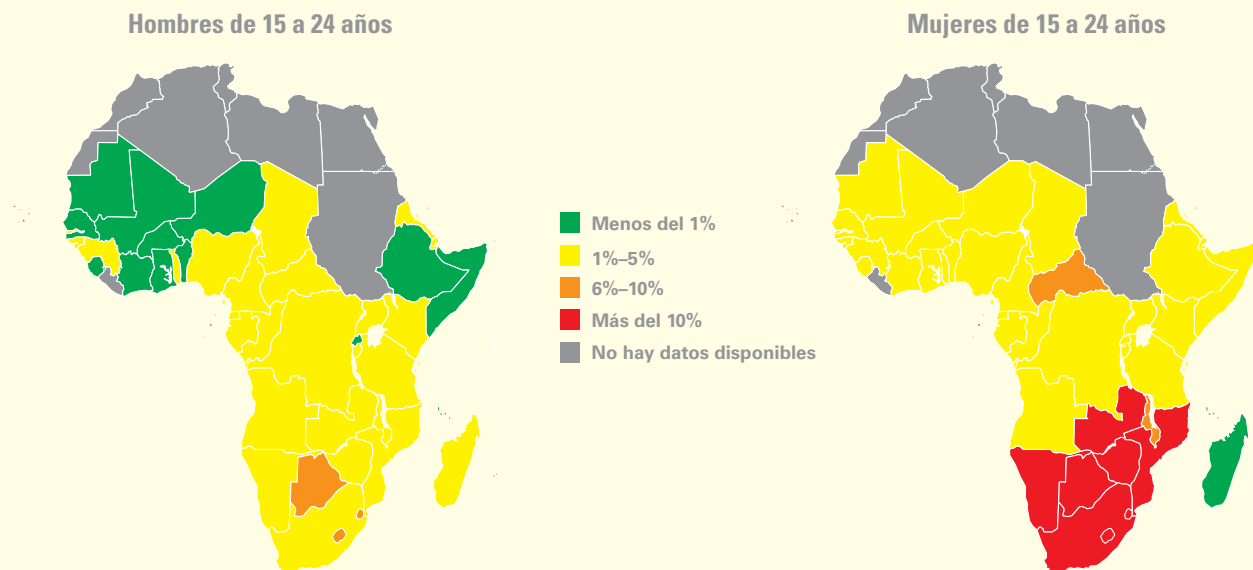 Hombres de 15 a 24 años
Mujeres de 15 a 24 años
Menos del 1%
1%–5%
6%–10%
Más del 10%
No hay datos disponibles